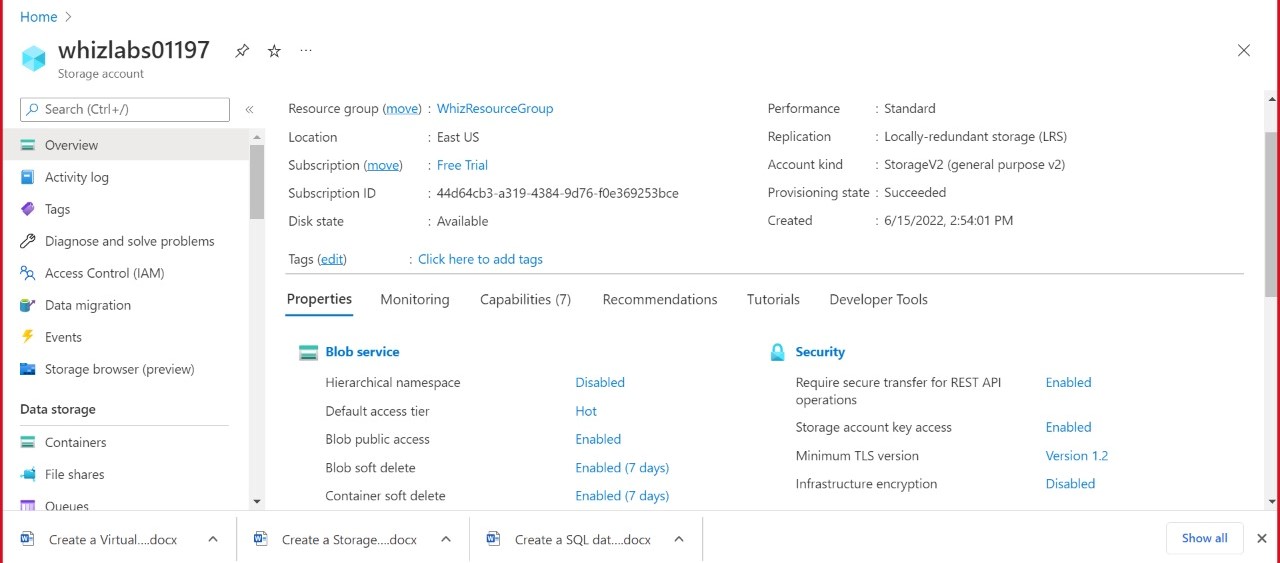 Home >
whizlabs01197
Storage account
Search (Ctrl+/)
«
Overview
Activity log
Tags
Diagnose and solve problems
Access Control (IAM)
Data migration
Events
Storage browser (preview)
Data storage
Containers
File shares
Queues
Resource group (move) : WhizResourceGroup
Location : East US
Subscription (move) : Free Trial
Subscription ID : 44d64cb3-a319-4384-9d76-f0e369253bce
Disk state : Available
Tags (edit) : Click here to add tags
Performance : Standard
Replication : Locally-redundant storage (LRS)
Account kind : StorageV2 (general purpose v2)
Provisioning state : Succeeded
Created : 6/15/2022, 2:54:01 PM
Properties Monitoring Capabilities (7) Recommendations Tutorials Developer Tools
Blob service
Hierarchical namespace Disabled
Default access tier Hot
Blob public access Enabled
Blob soft delete Enabled (7 days)
Container soft delete Enabled (7 days)
Security
Require secure transfer for REST API Enabled
operations
Storage account key access Enabled
Minimum TLS version Version 1.2
Infrastructure encryption Disabled
Create a Virtual....docx Create a Storage....docx Create a SQL dat....docx Show all